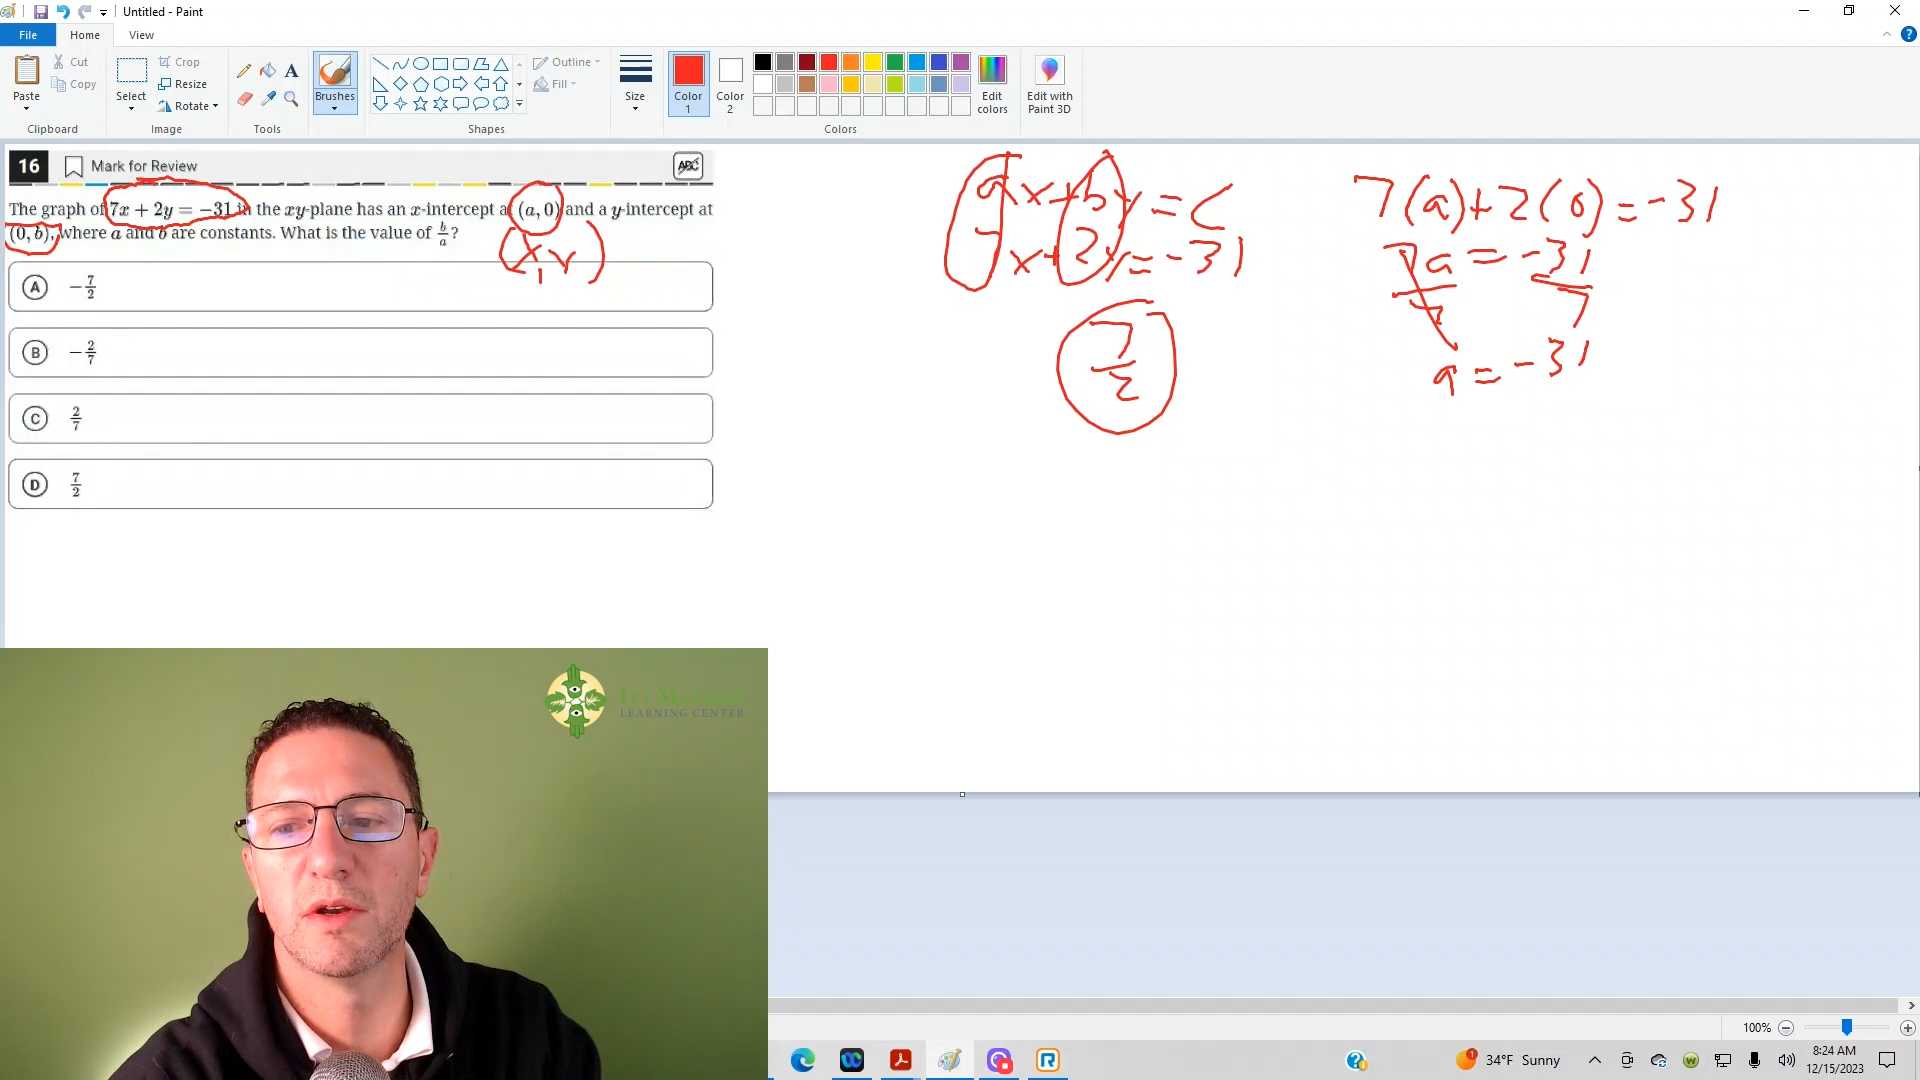 Untitled - Paint
File Home View
Paste
Cut
Copy
Clipboard
Select
Crop
Resize
Rotate
Image
Tools
Brushes
Shapes
Outline
Fill
Size
Color 1
Color 2
Colors
Edit colors
Edit with Paint 3D
16 Mark for Review ABC
The graph of 7x + 2y = −31 in the xy-plane has an x-intercept at (a, 0) and a y-intercept at
(0, b), where a and b are constants. What is the value of b/a?
(x, y)
A −7/2
B −2/7
C 2/7
D 7/2
ax+by=c
7x+2y=-31
7/2
7(a)+2(0)=-31
7a=-31
7 7
a=-31
IVY MASTERS
LEARNING CENTER
100%
34°F Sunny
8:24 AM
12/15/2023